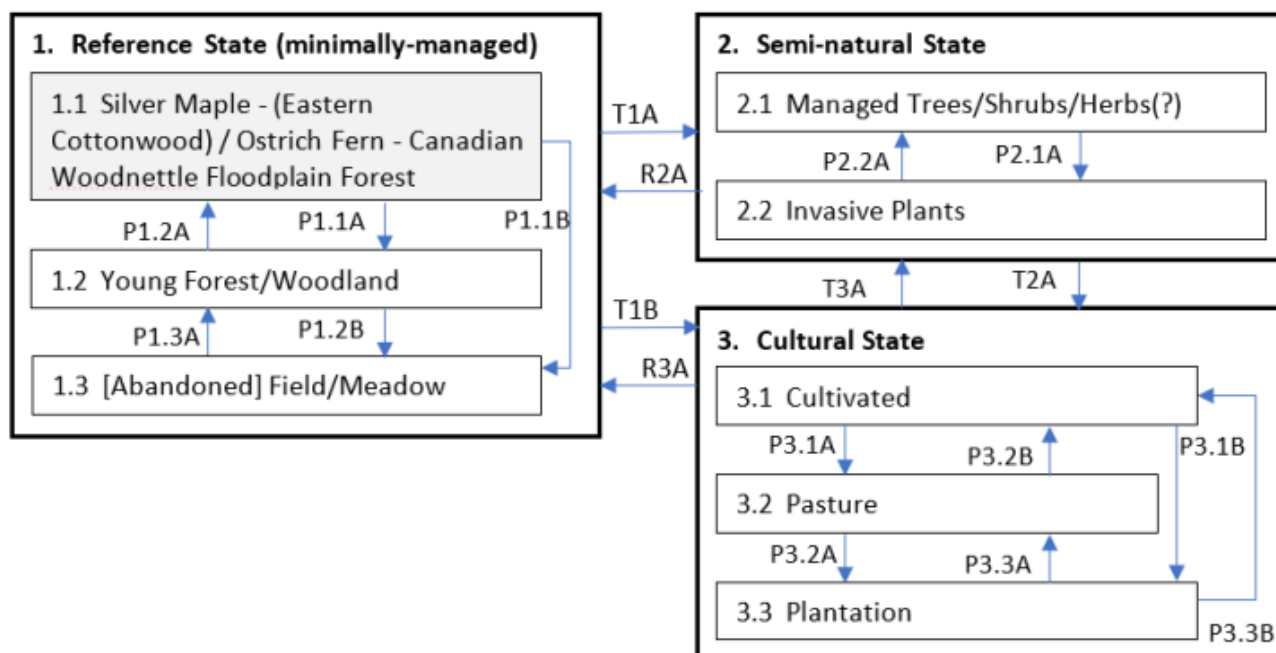 1. Reference State (minimally-managed)
1.1 Silver Maple - (Eastern
Cottonwood) / Ostrich Fern - Canadian
Woodnettle Floodplain Forest
P1.2A
P1.1A
P1.1B
1.2 Young Forest/Woodland
P1.3A
P1.2B
1.3 [Abandoned] Field/Meadow
T1A
R2A
T1B
R3A
2. Semi-natural State
2.1 Managed Trees/Shrubs/Herbs(?)
P2.2A
P2.1A
2.2 Invasive Plants
T3A
T2A
3. Cultural State
3.1 Cultivated
P3.1A
P3.2B
P3.1B
3.2 Pasture
P3.2A
P3.3A
3.3 Plantation
P3.3B